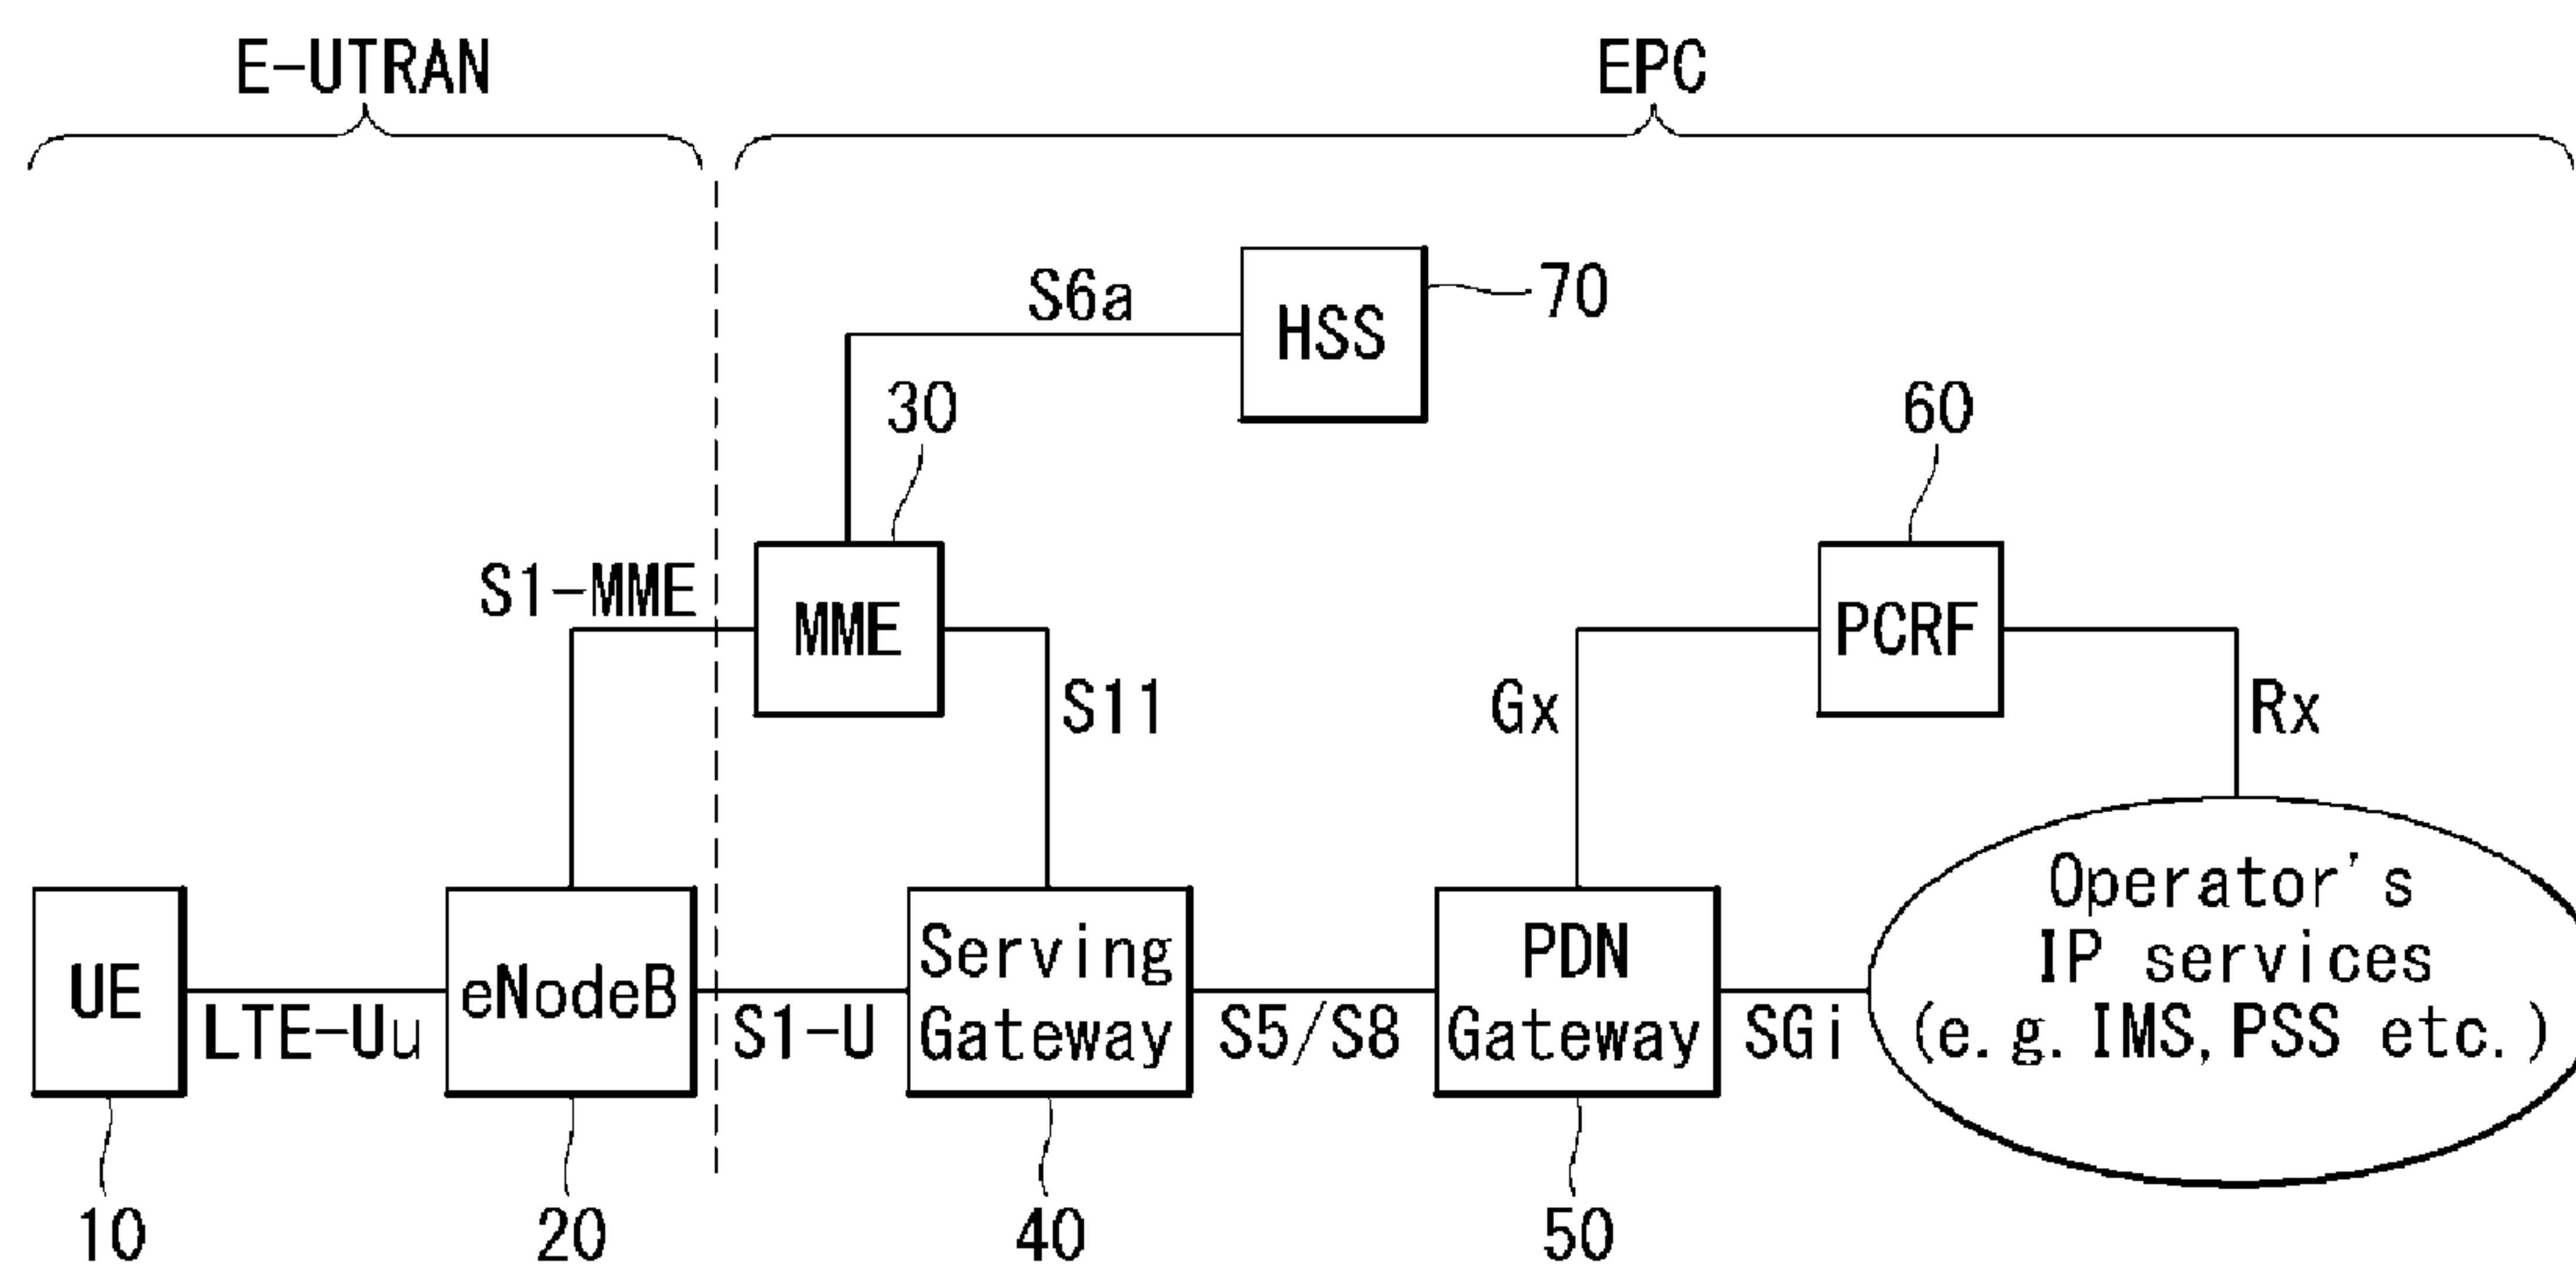 E-UTRAN
EPC
S6a
HSS
70
30
60
S1-MME
MME
PCRF
S11
Gx
Rx
UE
LTE-Uu
eNodeB
S1-U
Serving
Gateway
S5/S8
PDN
Gateway
SGi
Operator's
IP services
(e.g. IMS, PSS etc.)
10
20
40
50